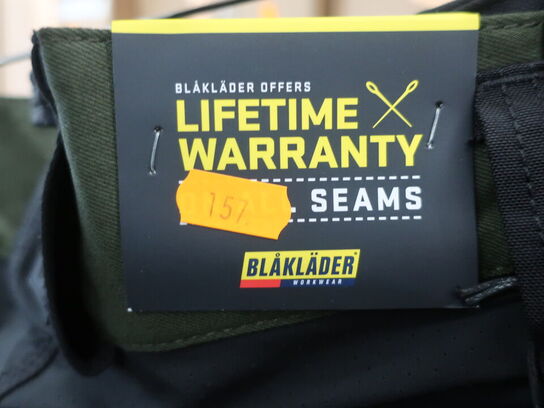 BLÅKLÄDER OFFERS
LIFETIME
WARRANTY
157
SEAMS
BLÅKLÄDER
WORKWEAR